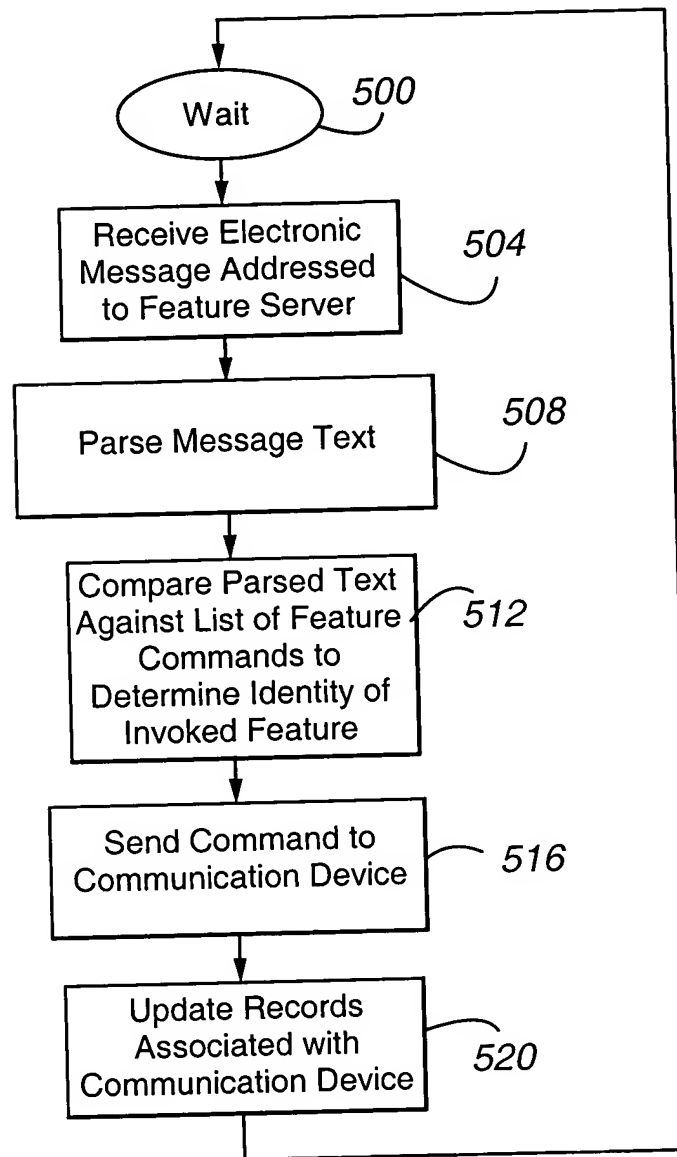 Wait
500
Receive Electronic
Message Addressed
to Feature Server
504
Parse Message Text
508
Compare Parsed Text
Against List of Feature
Commands to
Determine Identity of
Invoked Feature
512
Send Command to
Communication Device
516
Update Records
Associated with
Communication Device
520